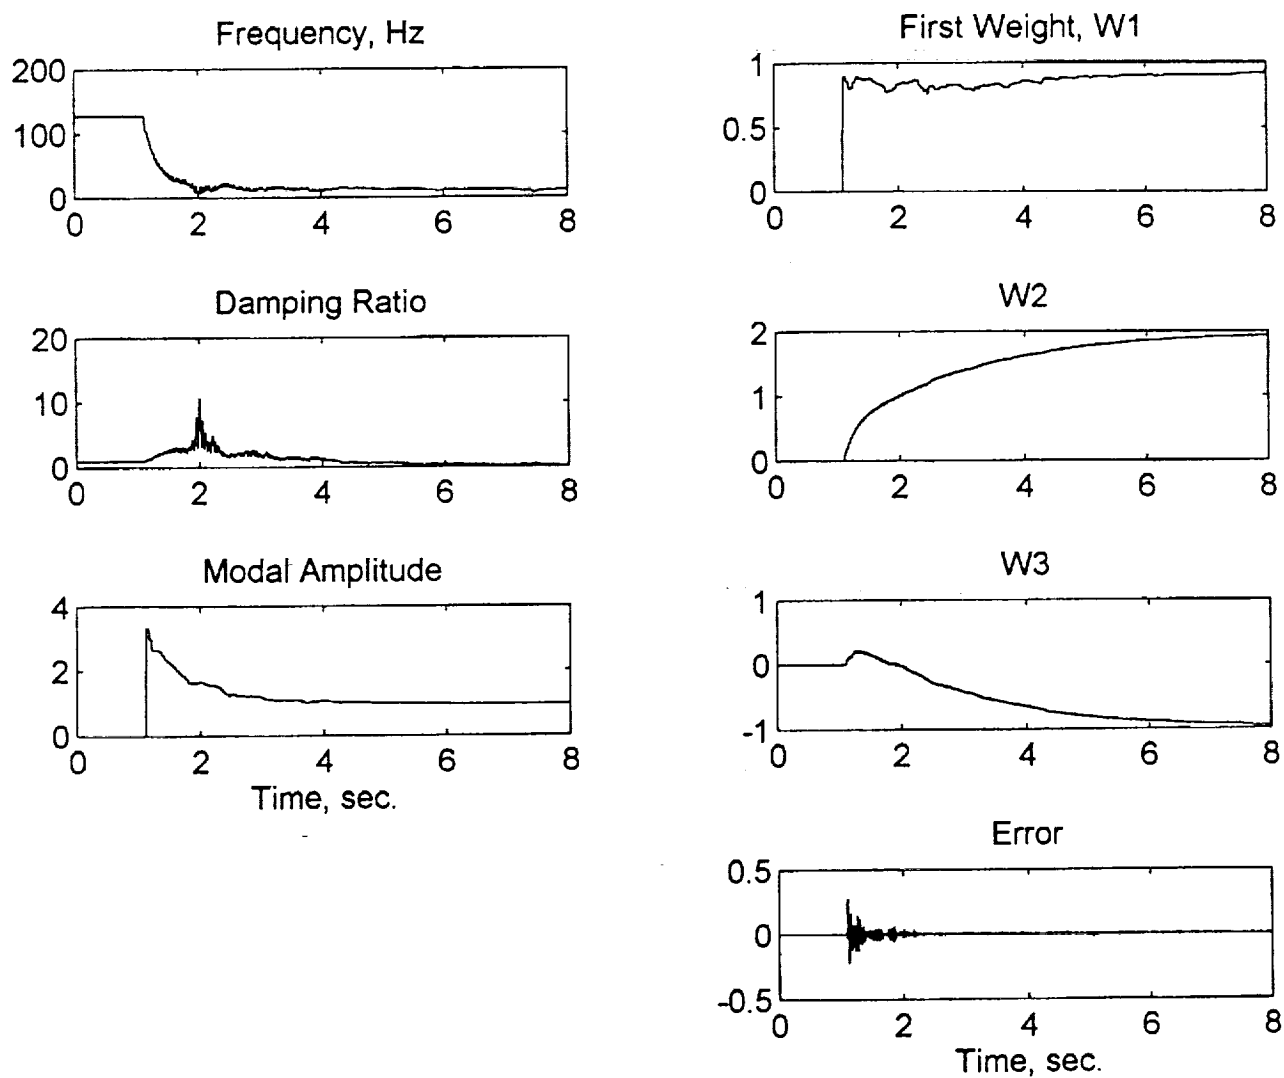 Frequency, Hz
200
100
0
0 2 4 6 8
Damping Ratio
20
10
0
0 2 4 6 8
Modal Amplitude
4
2
0
0 2 4 6 8
Time, sec.
First Weight, W1
1
0.5
0
0 2 4 6 8
W2
2
1
0
0 2 4 6 8
W3
1
0
-1
0 2 4 6 8
Error
0.5
0
-0.5
0 2 4 6 8
Time, sec.